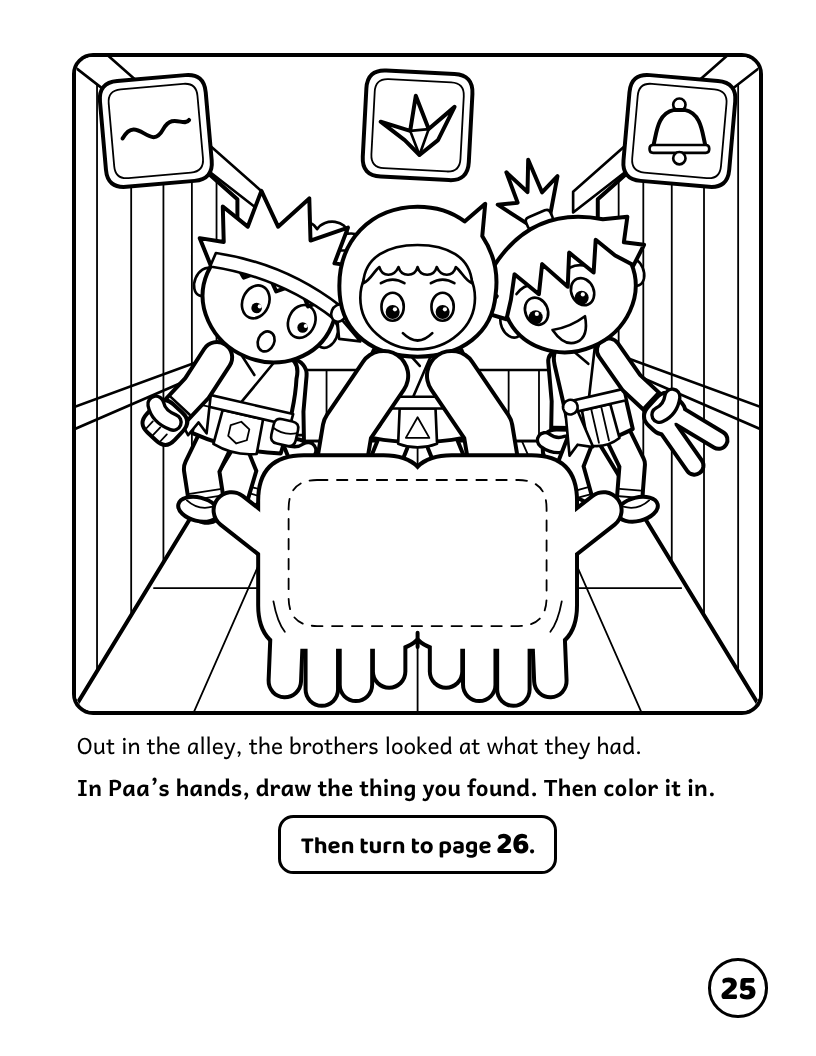 Out in the alley, the brothers looked at what they had.
In Paa's hands, draw the thing you found. Then color it in.
Then turn to page 26.
25